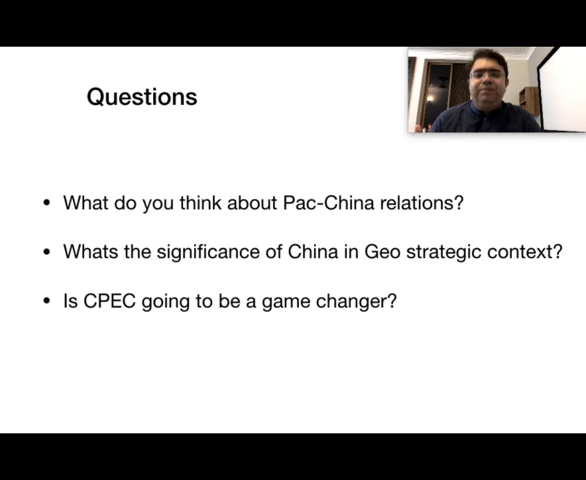 Questions
• What do you think about Pac-China relations?
• Whats the significance of China in Geo strategic context?
• Is CPEC going to be a game changer?